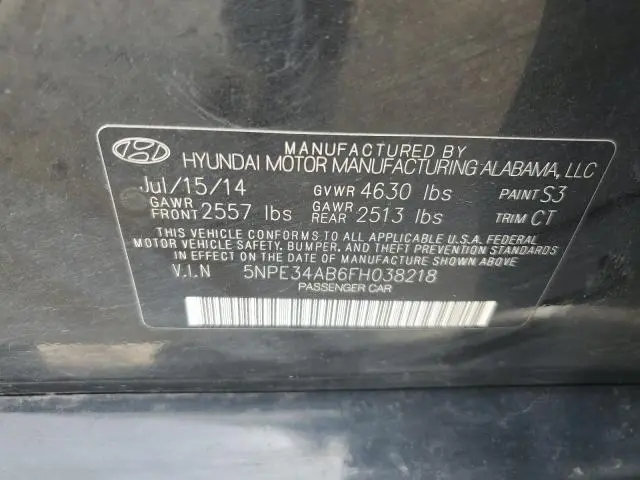 MANUFACTURED BY
HYUNDAI MOTOR MANUFACTURING ALABAMA, LLC
Jul/15/14 GVWR 4630 lbs PAINT S3
GAWR FRONT 2557 lbs GAWR REAR 2513 lbs TRIM CT
THIS VEHICLE CONFORMS TO ALL APPLICABLE U.S.A. FEDERAL
MOTOR VEHICLE SAFETY, BUMPER, AND THEFT PREVENTION STANDARDS
IN EFFECT ON THE DATE OF MANUFACTURE SHOWN ABOVE
V.I.N 5NPE34AB6FH038218
PASSENGER CAR